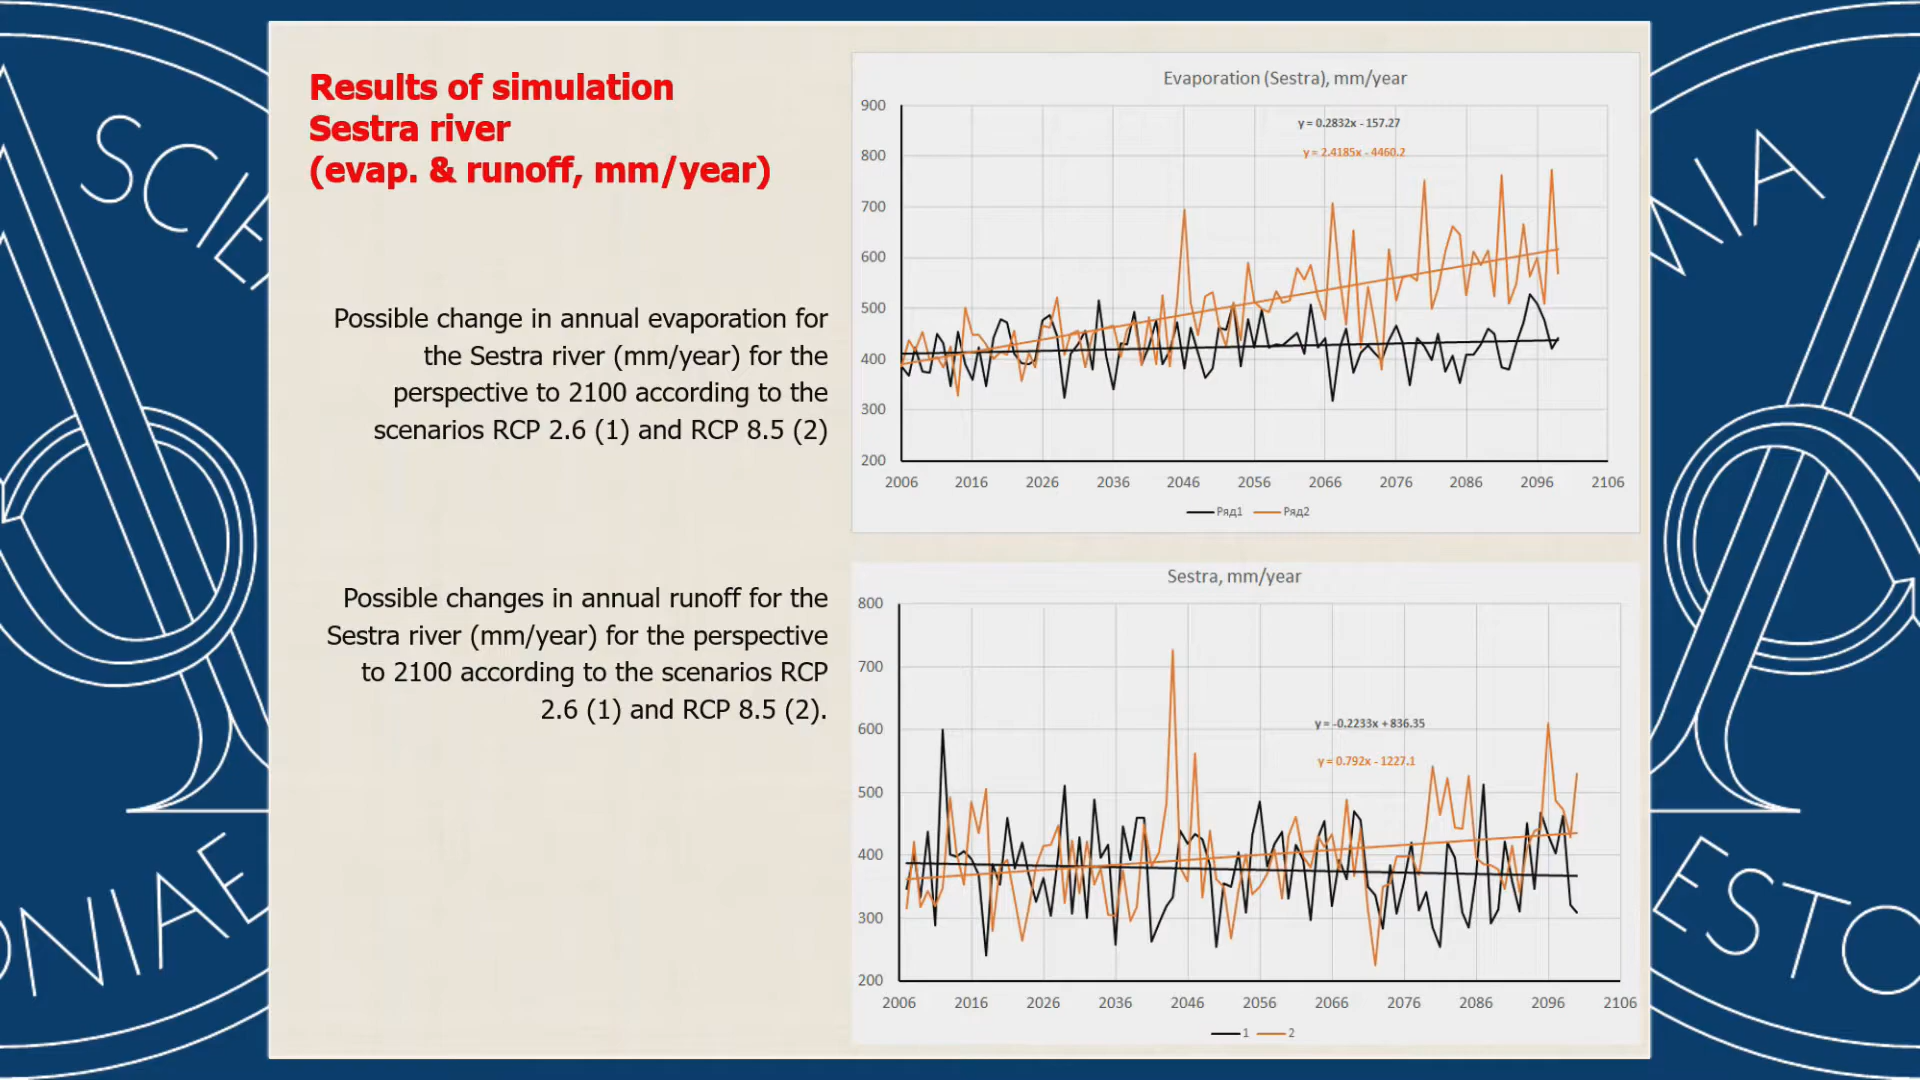 Results of simulation
Sestra river
(evap. & runoff, mm/year)
Possible change in annual evaporation for
the Sestra river (mm/year) for the
perspective to 2100 according to the
scenarios RCP 2.6 (1) and RCP 8.5 (2)
Possible changes in annual runoff for the
Sestra river (mm/year) for the perspective
to 2100 according to the scenarios RCP
2.6 (1) and RCP 8.5 (2).
Evaporation (Sestra), mm/year
y = 0.2832x - 157.27
y = 2.4185x - 4460.2
900
800
700
600
500
400
300
200
2006 2016 2026 2036 2046 2056 2066 2076 2086 2096 2106
Ряд1 Ряд2
Sestra, mm/year
y = -0.2233x + 836.35
y = 0.792x - 1227.1
800
700
600
500
400
300
200
2006 2016 2026 2036 2046 2056 2066 2076 2086 2096 2106
1 2